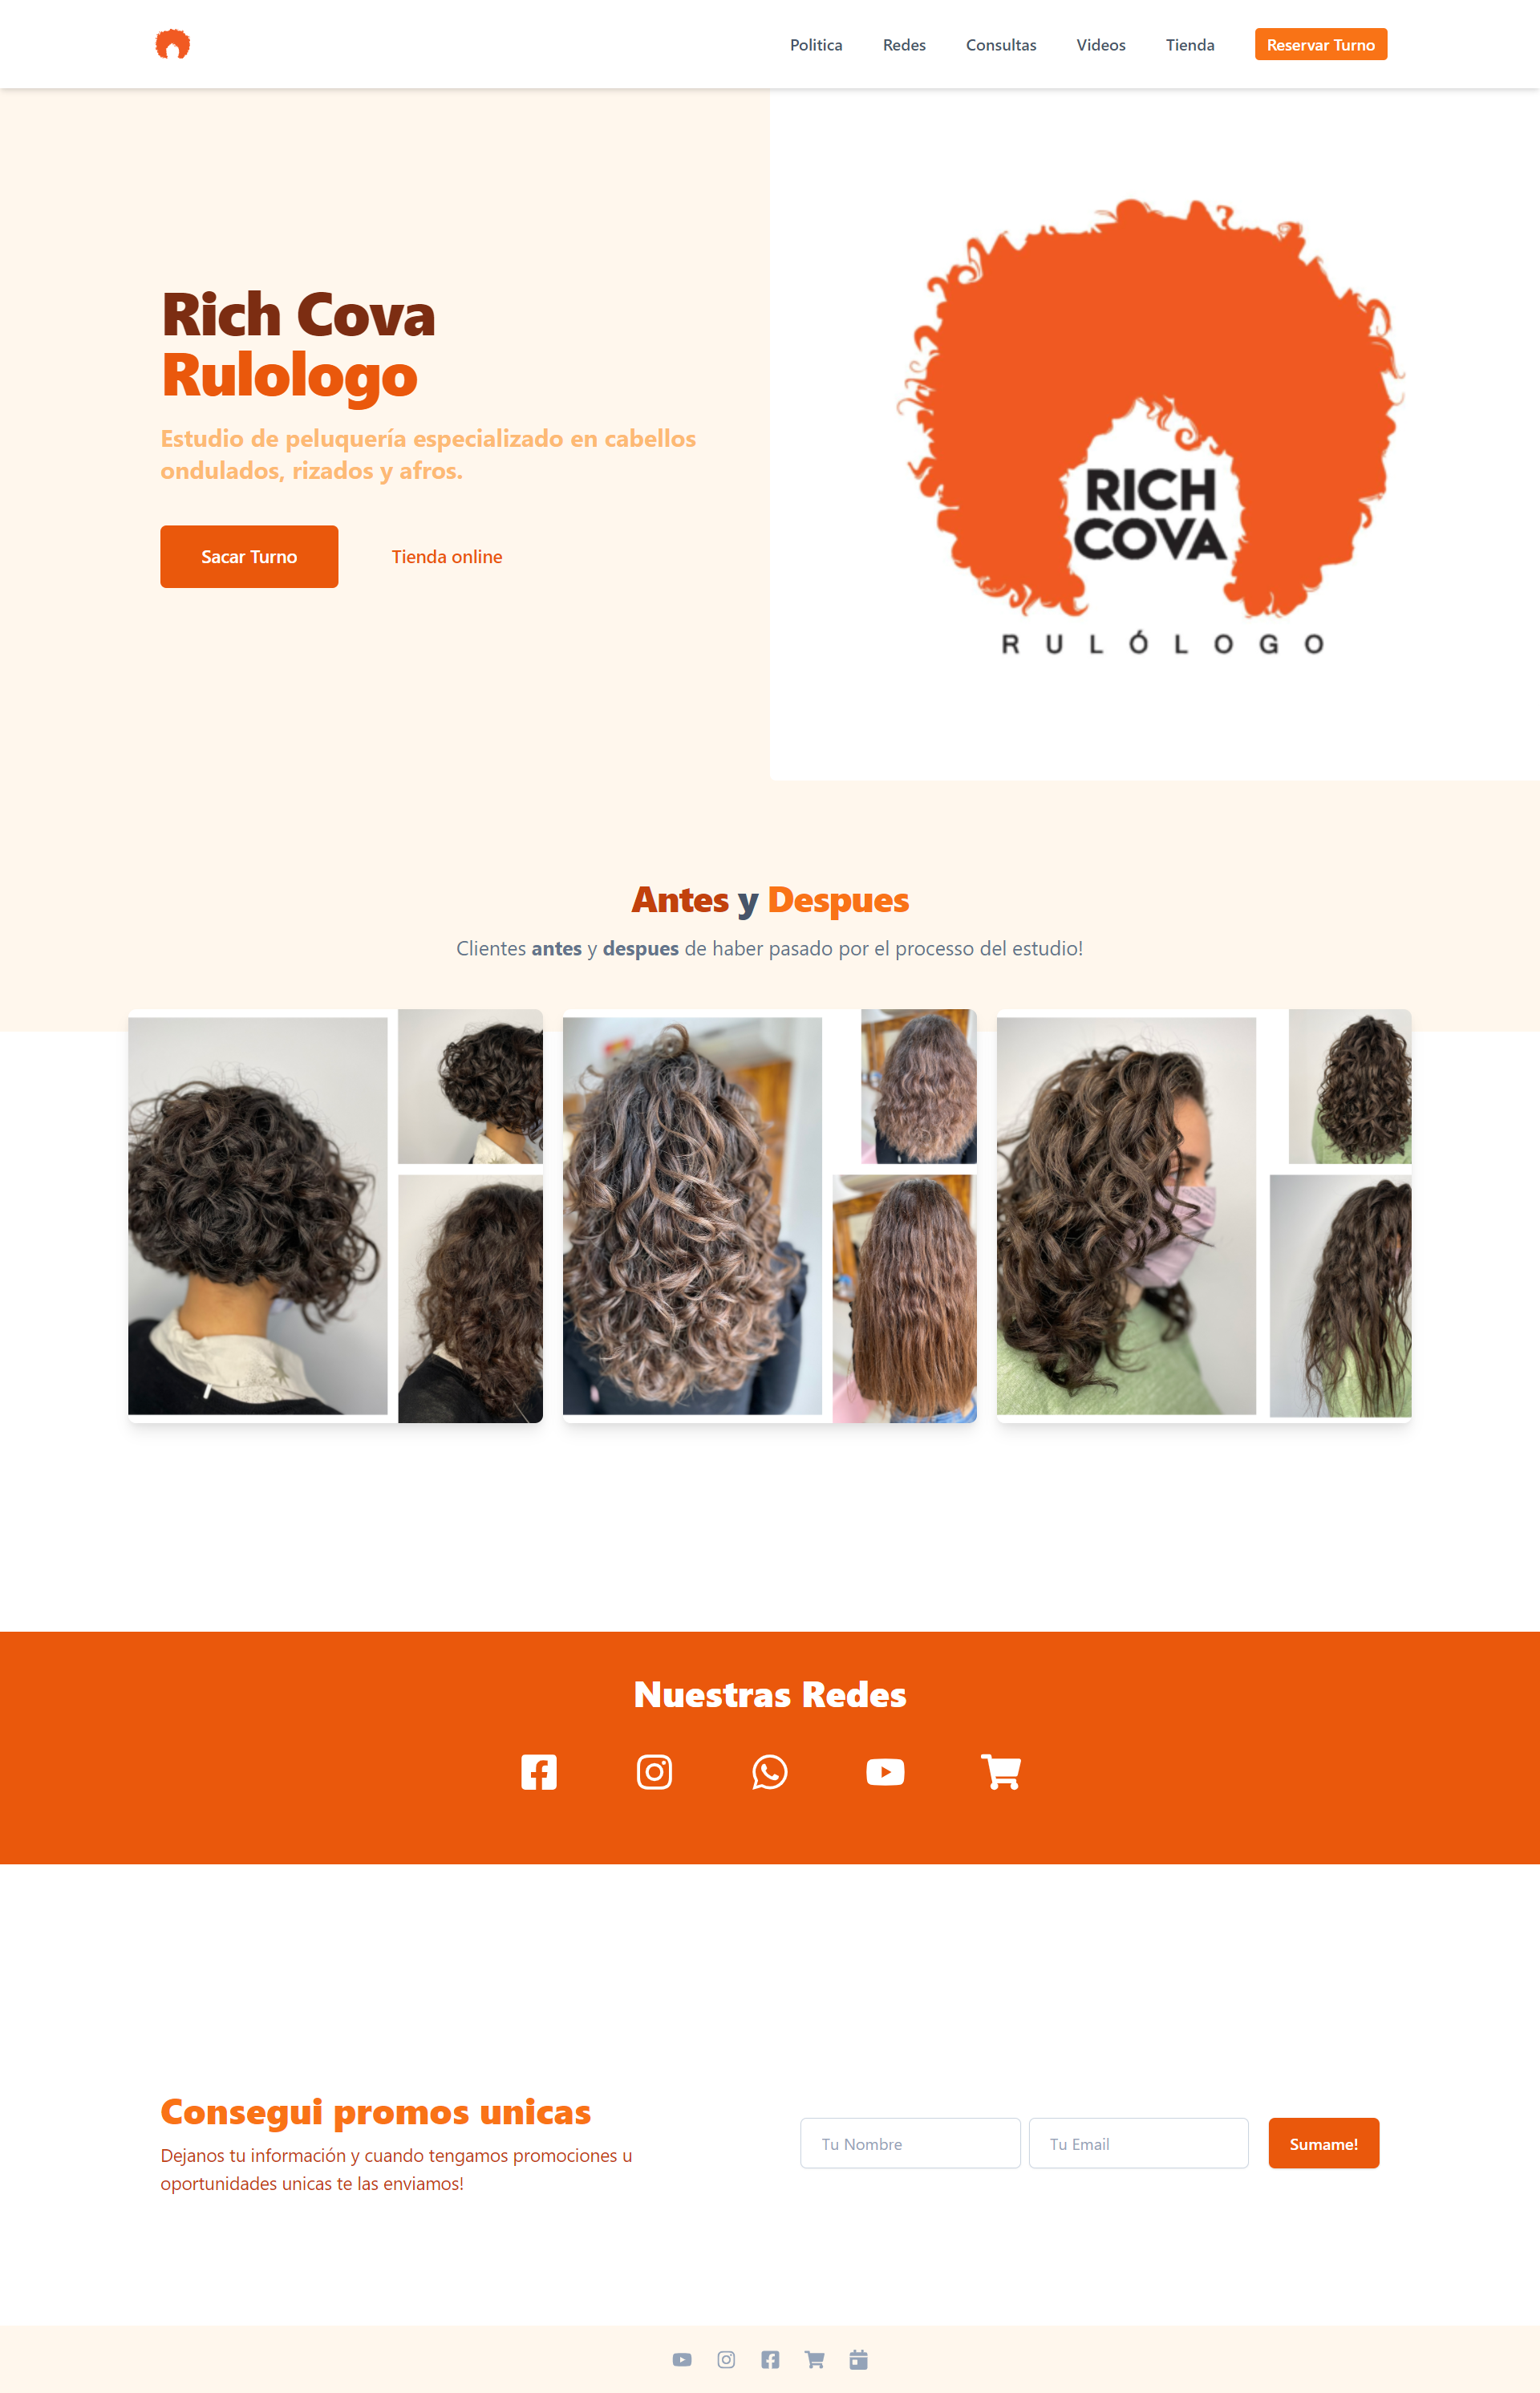 Politica
Redes
Consultas
Videos
Tienda
Reservar Turno
Rich Cova
Rulologo
Estudio de peluquería especializado en cabellos
ondulados, rizados y afros.
Sacar Turno
Tienda online
RICH
COVA
RULÓLOGO
Antes y Despues
Clientes antes y despues de haber pasado por el processo del estudio!
Nuestras Redes
Consegui promos unicas
Dejanos tu información y cuando tengamos promociones u
oportunidades unicas te las enviamos!
Tu Nombre
Tu Email
Sumame!